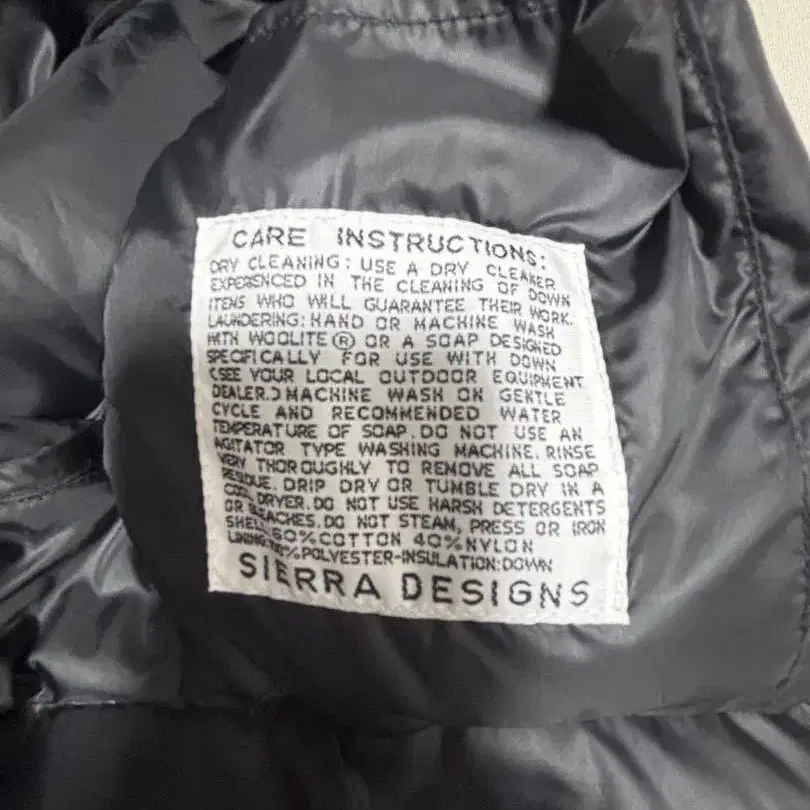 CARE INSTRUCTIONS:
DRY CLEANING: USE A DRY CLEANER
EXPERIENCED IN THE CLEANING OF DOWN
ITEMS WHO WILL GUARANTEE THEIR WORK.
LAUNDERING: HAND OR MACHINE WASH
WITH WOOLITE® OR A SOAP DESIGNED
SPECIFICALLY FOR USE WITH DOWN
(SEE YOUR LOCAL OUTDOOR EQUIPMENT
DEALER.) MACHINE WASH ON GENTLE
CYCLE AND RECOMMENDED WATER
TEMPERATURE OF SOAP. DO NOT USE AN
AGITATOR TYPE WASHING MACHINE. RINSE
VERY THOROUGHLY TO REMOVE ALL SOAP
RESIDUE. DRIP DRY OR TUMBLE DRY IN A
COOL DRYER. DO NOT USE HARSH DETERGENTS
OR BLEACHES. DO NOT STEAM, PRESS OR IRON
SHELL: 60% COTTON 40% NYLON
LINING: 100% POLYESTER-INSULATION: DOWN
SIERRA DESIGNS